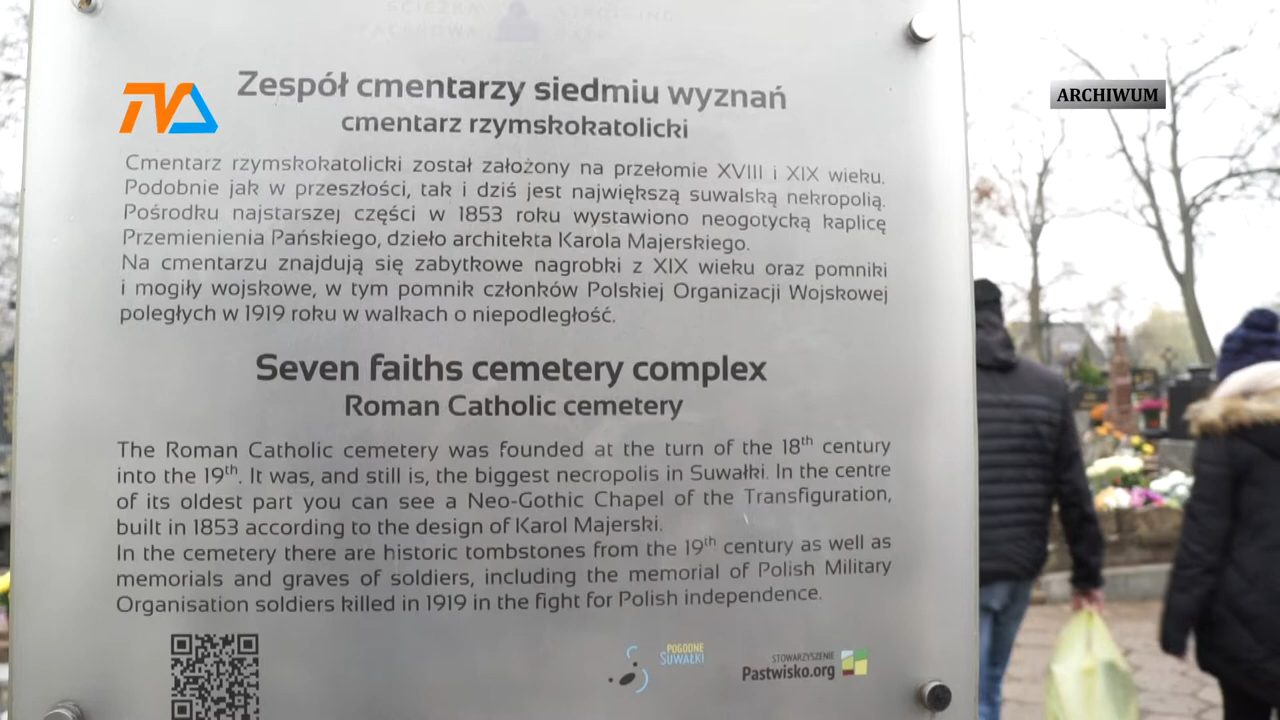 TVA
ARCHIWUM
Zespół cmentarzy siedmiu wyznań
cmentarz rzymskokatolicki
Cmentarz rzymskokatolicki został założony na przełomie XVIII i XIX wieku.
Podobnie jak w przeszłości, tak i dziś jest największą suwalską nekropolią.
Pośrodku najstarszej części w 1853 roku wystawiono neogotycką kaplicę
Przemienienia Pańskiego, dzieło architekta Karola Majerskiego.
Na cmentarzu znajdują się zabytkowe nagrobki z XIX wieku oraz pomniki
i mogiły wojskowe, w tym pomnik członków Polskiej Organizacji Wojskowej
poległych w 1919 roku w walkach o niepodległość.
Seven faiths cemetery complex
Roman Catholic cemetery
The Roman Catholic cemetery was founded at the turn of the 18th century
into the 19th. It was, and still is, the biggest necropolis in Suwałki. In the centre
of its oldest part you can see a Neo-Gothic Chapel of the Transfiguration,
built in 1853 according to the design of Karol Majerski.
In the cemetery there are historic tombstones from the 19th century as well as
memorials and graves of soldiers, including the memorial of Polish Military
Organisation soldiers killed in 1919 in the fight for Polish independence.
POGODNE
SUWAŁKI
STOWARZYSZENIE
Pastwisko.org